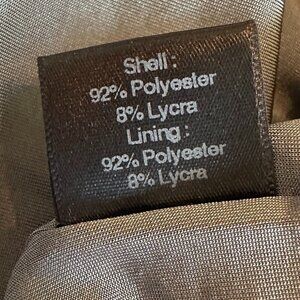 Shell :
92% Polyester
8% Lycra
Lining :
92% Polyester
8% Lycra